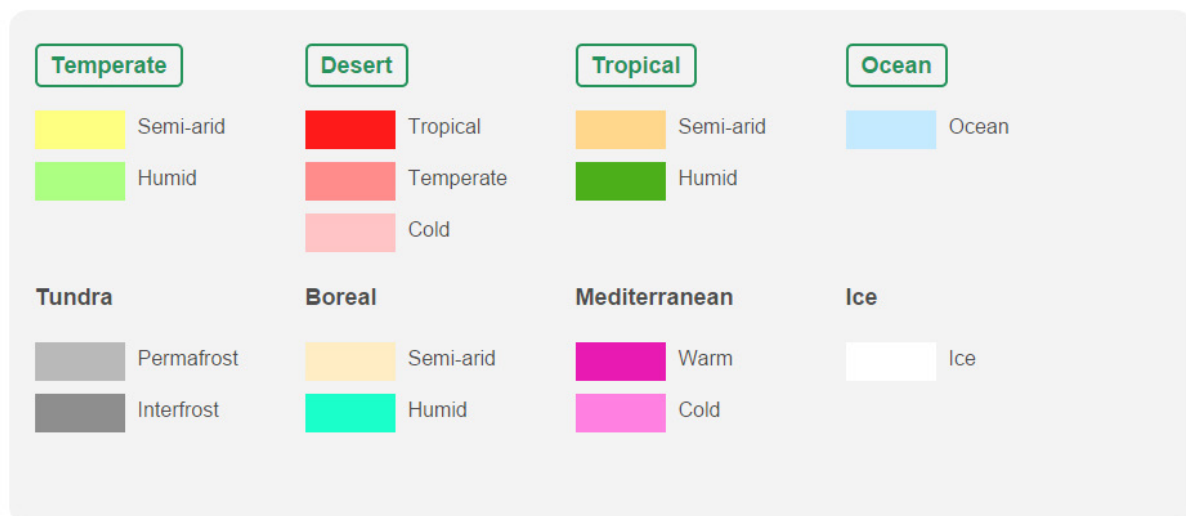 Temperate
Desert
Tropical
Ocean
Semi-arid
Tropical
Semi-arid
Ocean
Humid
Temperate
Humid
Cold
Tundra
Boreal
Mediterranean
Ice
Permafrost
Semi-arid
Warm
Ice
Interfrost
Humid
Cold